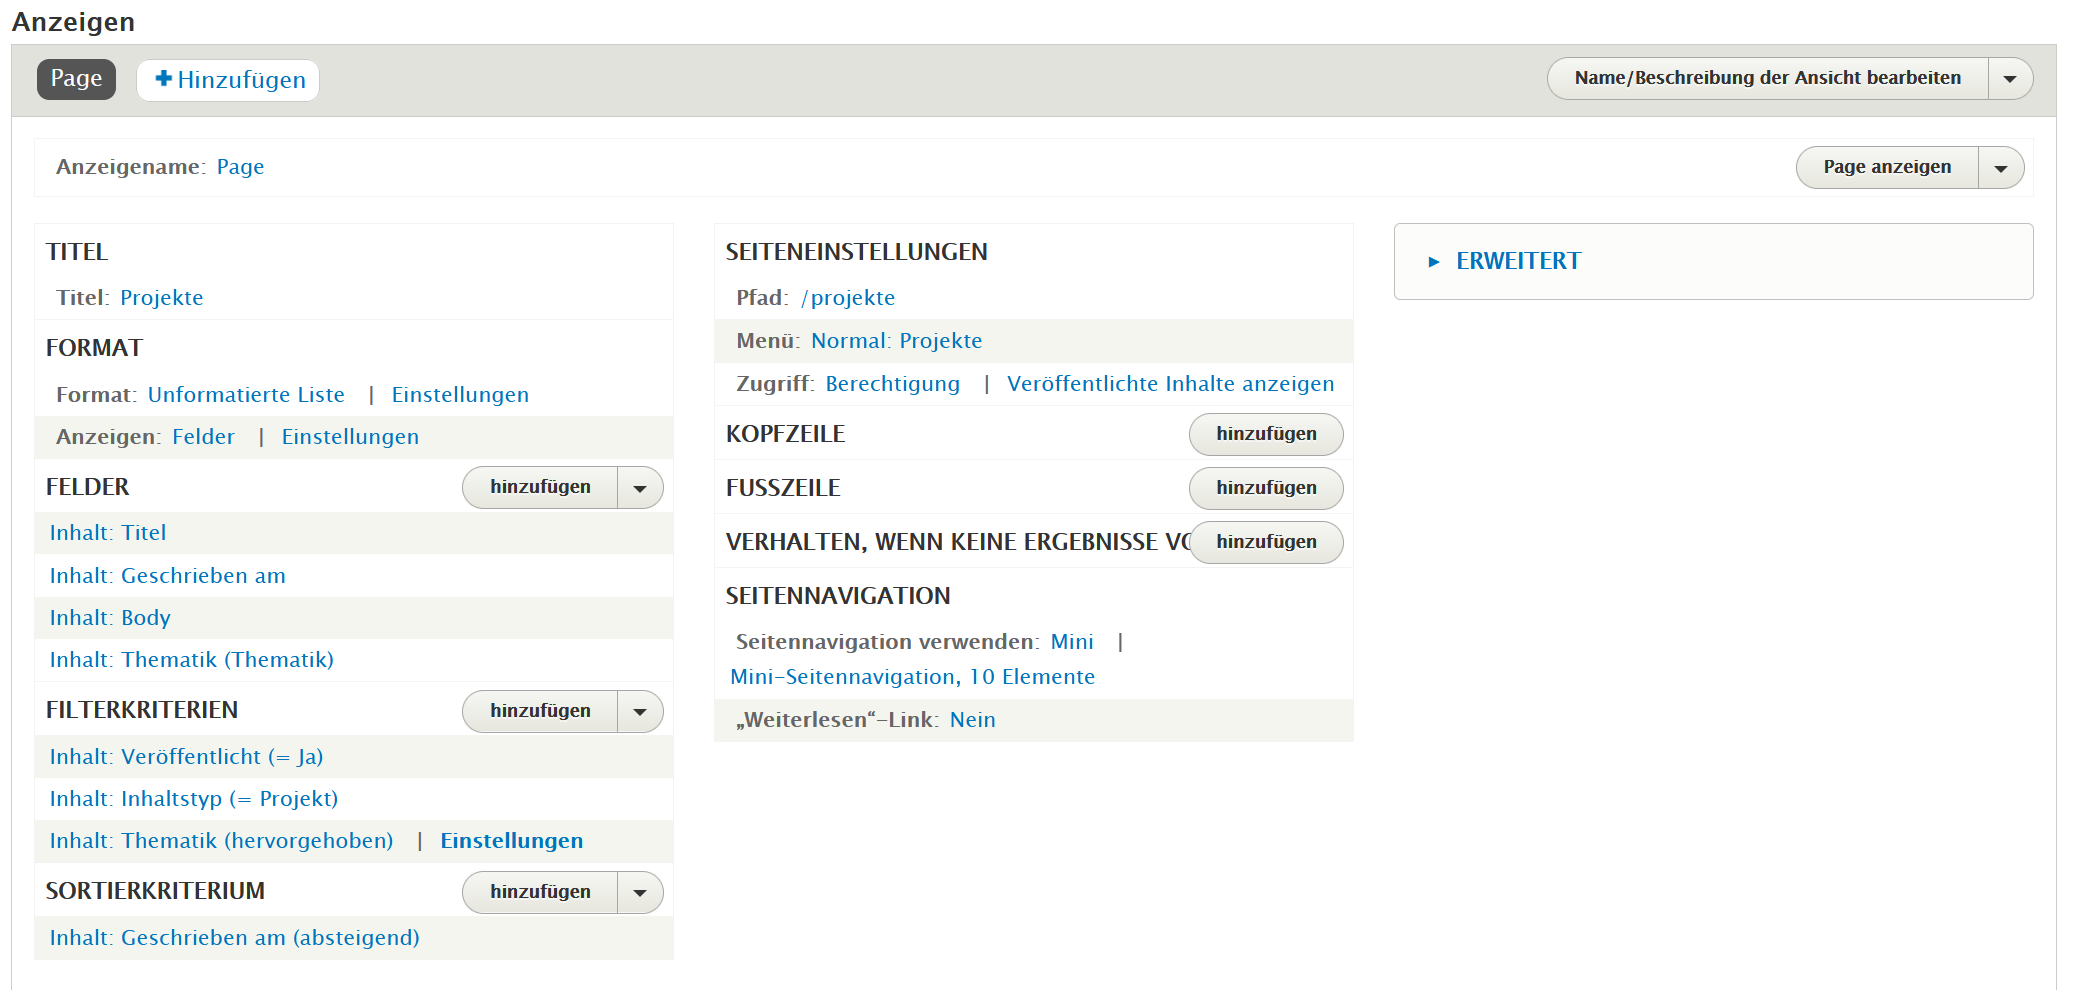 Anzeigen
Page
Hinzufügen
Name/Beschreibung der Ansicht bearbeiten
Anzeigename: Page
Page anzeigen
TITEL
Titel: Projekte
FORMAT
Format: Unformatierte Liste | Einstellungen
Anzeigen: Felder | Einstellungen
FELDER
hinzufügen
Inhalt: Titel
Inhalt: Geschrieben am
Inhalt: Body
Inhalt: Thematik (Thematik)
FILTERKRITERIEN
hinzufügen
Inhalt: Veröffentlicht (= Ja)
Inhalt: Inhaltstyp (= Projekt)
Inhalt: Thematik (hervorgehoben) | Einstellungen
SORTIERKRITERIUM
hinzufügen
Inhalt: Geschrieben am (absteigend)
SEITENEINSTELLUNGEN
Pfad: /projekte
Menü: Normal: Projekte
Zugriff: Berechtigung | Veröffentlichte Inhalte anzeigen
KOPFZEILE
hinzufügen
FUSSZEILE
hinzufügen
VERHALTEN, WENN KEINE ERGEBNISSE
hinzufügen
SEITENNAVIGATION
Seitennavigation verwenden: Mini |
Mini-Seitennavigation, 10 Elemente
„Weiterlesen“-Link: Nein
ERWEITERT